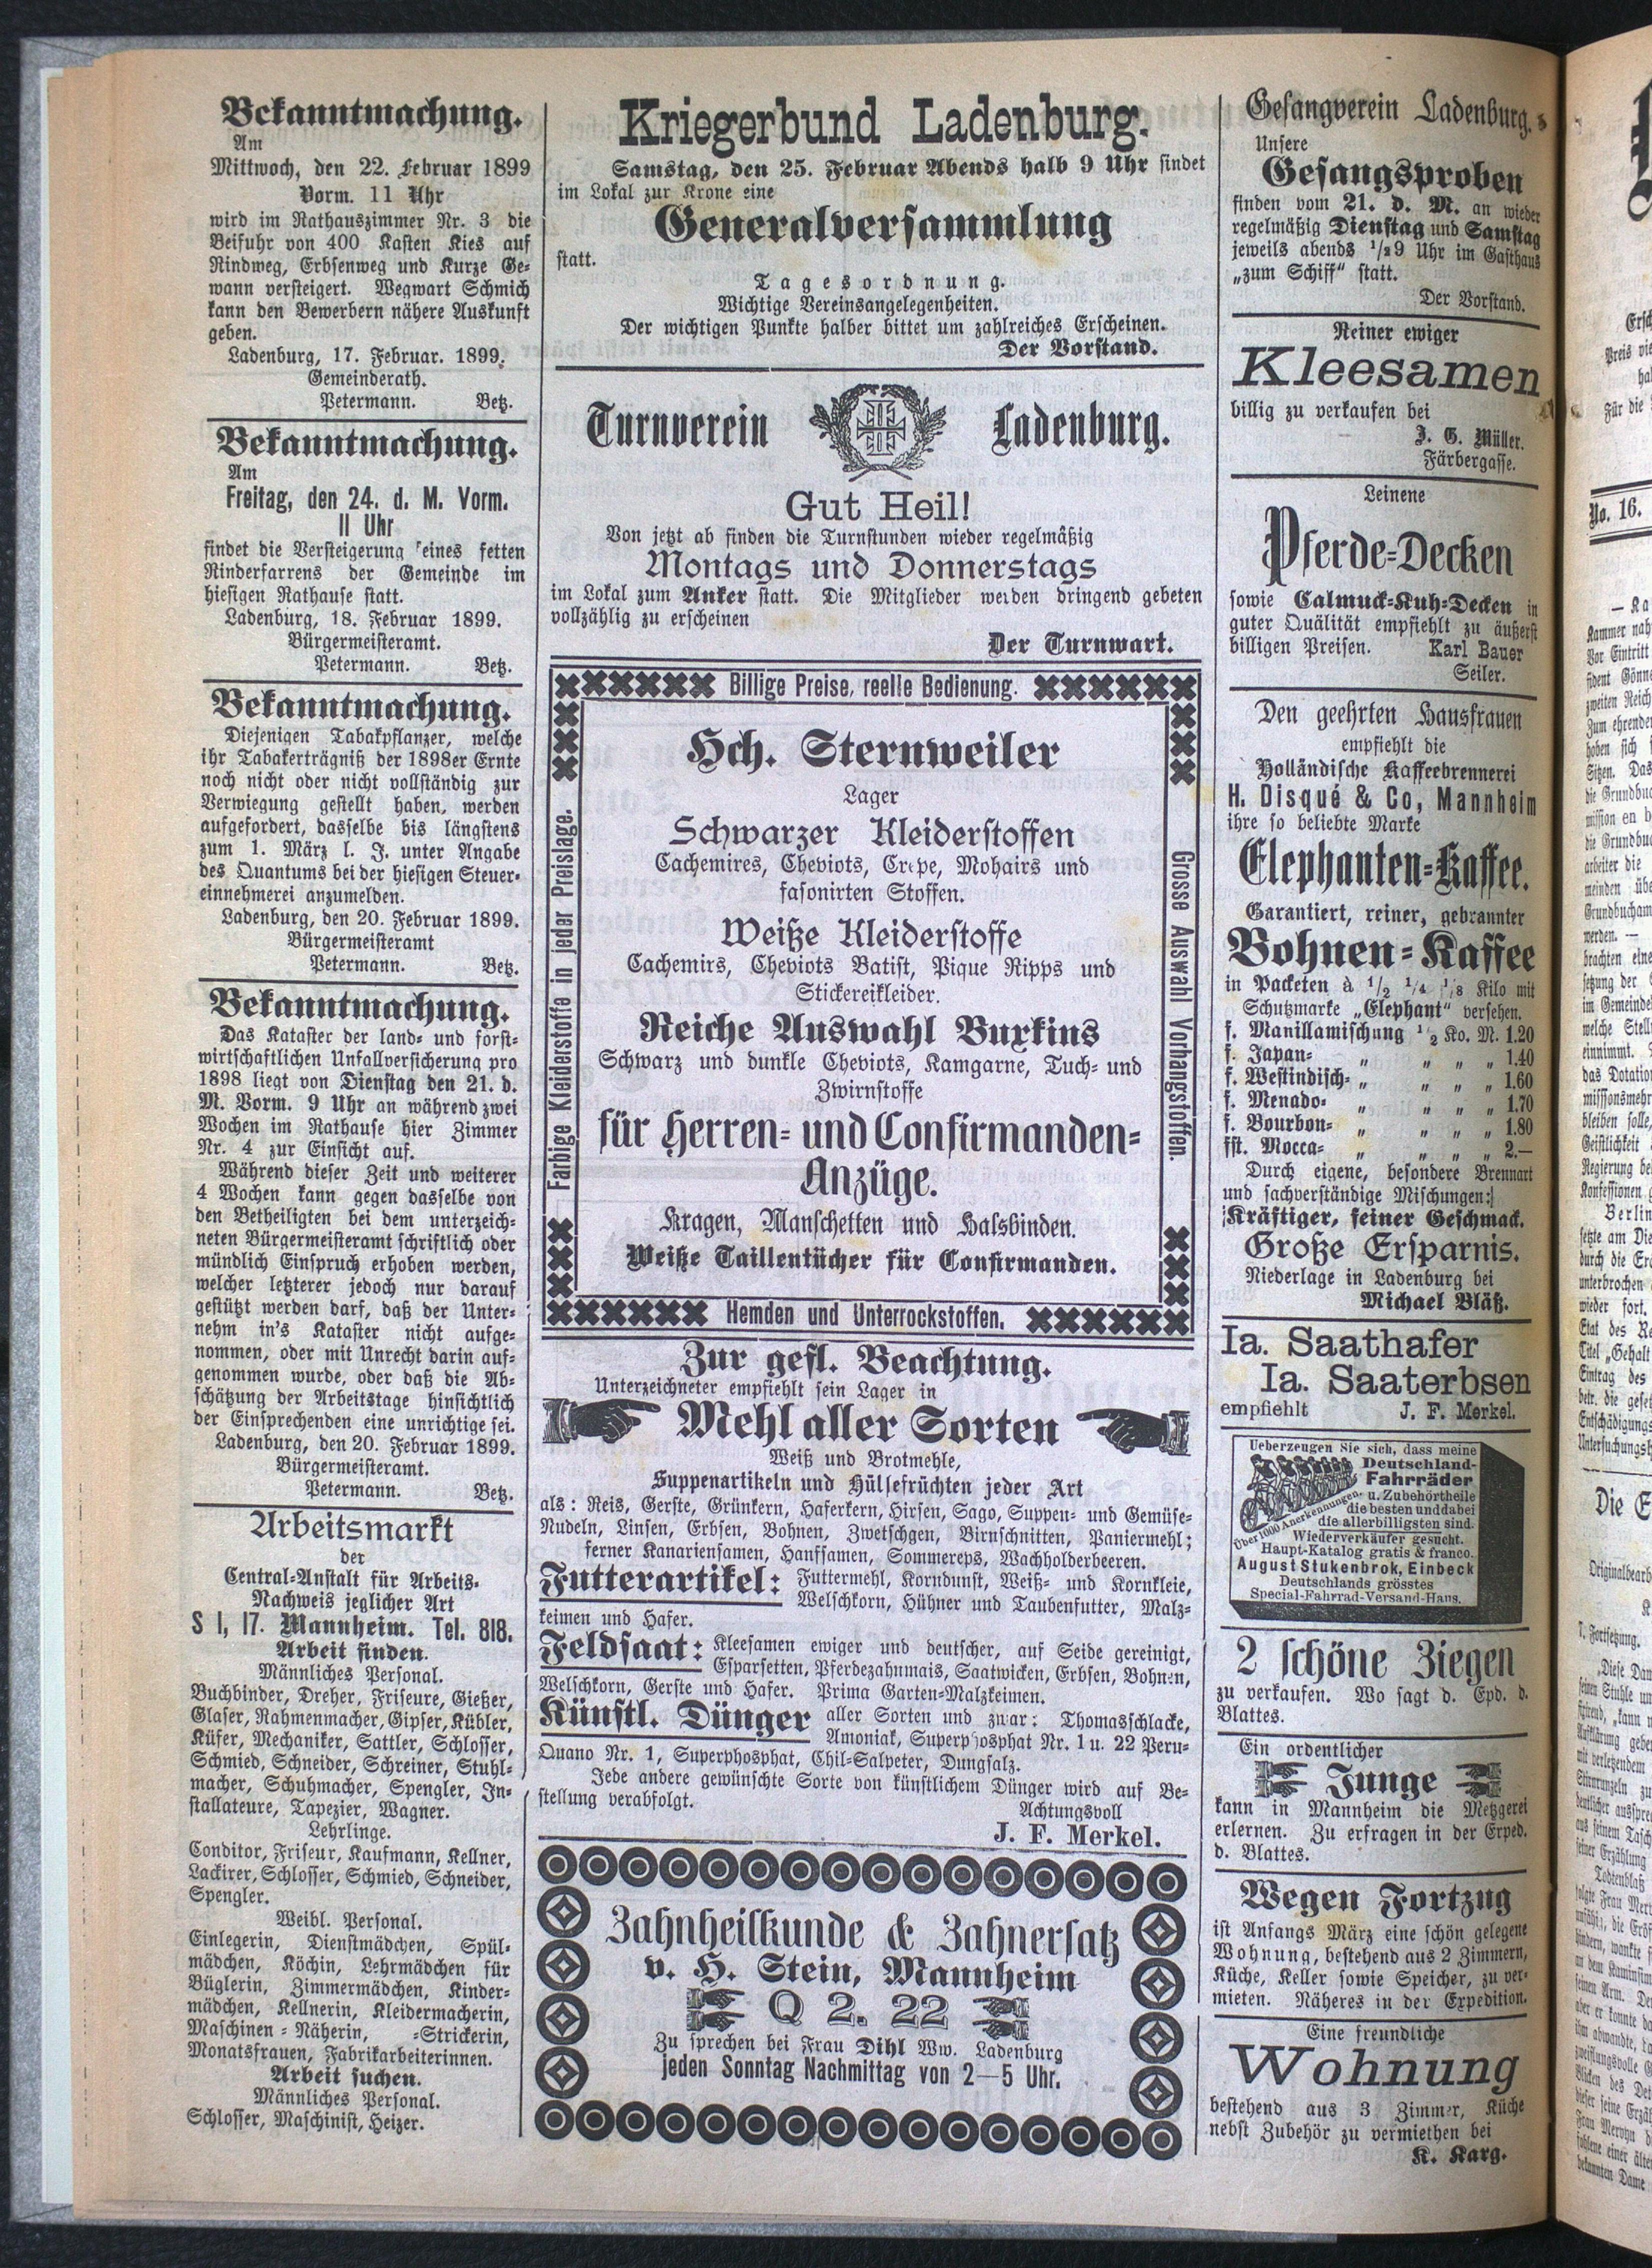 Bekanntmachung.
Am
Mittwoch, den 22. Februar 1899
Vorm. 11 Uhr
wird im Rathauszimmer Nr. 3 die
Beifuhr von 400 Kasten Kies auf
Rindweg, Erbsenweg und Kurze Ge-
wann versteigert. Wegwart Schmich
kann den Bewerbern nähere Auskunft
geben.
Ladenburg, 17. Februar. 1899.
Gemeinderath.
Petermann. Betz.
Bekanntmachung.
Am
Freitag, den 24. d. M. Vorm.
11 Uhr
findet die Versteigerung eines fetten
Rinderfarrens der Gemeinde im
hiesigen Rathause statt.
Ladenburg, 18. Februar 1899.
Bürgermeisteramt.
Petermann. Betz.
Bekanntmachung.
Diejenigen Tabakpflanzer, welche
ihr Tabakerträgniß der 1898er Ernte
noch nicht oder nicht vollständig zur
Verwiegung gestellt haben, werden
aufgefordert, dasselbe bis längstens
zum 1. März l. J. unter Angabe
des Quantums bei der hiesigen Steuer-
einnehmerei anzumelden.
Ladenburg, den 20. Februar 1899.
Bürgermeisteramt
Petermann. Betz.
Bekanntmachung.
Das Kataster der land- und forst-
wirtschaftlichen Unfallversicherung pro
1898 liegt von Dienstag den 21. d.
M. Vorm. 9 Uhr an während zwei
Wochen im Rathause hier Zimmer
Nr. 4 zur Einsicht auf.
Während dieser Zeit und weiterer
4 Wochen kann gegen dasselbe von
den Betheiligten bei dem unterzeich-
neten Bürgermeisteramt schriftlich oder
mündlich Einspruch erhoben werden,
welcher letzterer jedoch nur darauf
gestützt werden darf, daß der Unter-
nehm in's Kataster nicht aufge-
nommen, oder mit Unrecht darin auf-
genommen wurde, oder daß die Ab-
schätzung der Arbeitstage hinsichtlich
der Einsprechenden eine unrichtige sei.
Ladenburg, den 20. Februar 1899.
Bürgermeisteramt.
Petermann. Betz.
Arbeitsmarkt
der
Central-Anstalt für Arbeits-
Nachweis jeglicher Art
S 1, 17. Mannheim. Tel. 818.
Arbeit finden.
Männliches Personal.
Buchbinder, Dreher, Friseure, Gießer,
Glaser, Rahmenmacher, Gipser, Kübler,
Küfer, Mechaniker, Sattler, Schlosser,
Schmied, Schneider, Schreiner, Stuhl-
macher, Schuhmacher, Spengler, In-
stallateure, Tapezier, Wagner.
Lehrlinge.
Conditor, Friseur, Kaufmann, Kellner,
Lackirer, Schlosser, Schmied, Schneider,
Spengler.
Weibl. Personal.
Einlegerin, Dienstmädchen, Spül-
mädchen, Köchin, Lehrmädchen für
Büglerin, Zimmermädchen, Kinder-
mädchen, Kellnerin, Kleidermacherin,
Maschinen-Näherin, -Strickerin,
Monatsfrauen, Fabrikarbeiterinnen.
Arbeit suchen.
Männliches Personal.
Schlosser, Maschinist, Heizer.
Kriegerbund Ladenburg.
Samstag, den 25. Februar Abends halb 9 Uhr findet
im Lokal zur Krone eine
Generalversammlung
statt.
Tagesordnung.
Wichtige Vereinsangelegenheiten.
Der wichtigen Punkte halber bittet um zahlreiches Erscheinen.
Der Vorstand.
Turnverein Ladenburg.
Gut Heil!
Von jetzt ab finden die Turnstunden wieder regelmäßig
Montags und Donnerstags
im Lokal zum Anker statt. Die Mitglieder werden dringend gebeten
vollzählig zu erscheinen
Der Turnwart.
Billige Preise, reelle Bedienung.
Farbige Kleiderstoffe in jeder Preislage.
Hch. Sternweiler
Lager
Schwarzer Kleiderstoffen
Cachemires, Cheviots, Crepe, Mohairs und
fasonirten Stoffen.
Weiße Kleiderstoffe
Cachemirs, Cheviots Batist, Pique Ripps und
Stickereikleider.
Reiche Auswahl Buxkins
Schwarz und dunkle Cheviots, Kamgarne, Tuch- und
Zwirnstoffe
für Herren- und Confirmanden-
Anzüge.
Kragen, Manschetten und Halsbinden.
Weiße Taillentücher für Confirmanden.
Grosse Auswahl Vorhangstoffen.
Hemden und Unterrockstoffen.
Zur gefl. Beachtung.
Unterzeichneter empfiehlt sein Lager in
Mehl aller Sorten
Weiß und Brotmehle,
Suppenartikeln und Hülsefrüchten jeder Art
als: Reis, Gerste, Grünkern, Haferkern, Hirsen, Sago, Suppen- und Gemüse-
Nudeln, Linsen, Erbsen, Bohnen, Zwetschgen, Birnschnitten, Paniermehl;
ferner Kanariensamen, Hanfsamen, Sommereps, Wachholderbeeren.
Futterartikel: Futtermehl, Korndunst, Weiß- und Kornkleie,
Welschkorn, Hühner und Taubenfutter, Malz-
keimen und Hafer.
Feldsaat: Kleesamen ewiger und deutscher, auf Seide gereinigt,
Esparsetten, Pferdezahnmais, Saatwicken, Erbsen, Bohnen,
Welschkorn, Gerste und Hafer. Prima Garten-Malzkeimen.
Künstl. Dünger aller Sorten und zwar: Thomasschlacke,
Amoniak, Superphosphat Nr. 1 u. 22 Peru-
Quano Nr. 1, Superphosphat, Chil-Salpeter, Dungsalz.
Jede andere gewünschte Sorte von künstlichem Dünger wird auf Be-
stellung verabfolgt.
Achtungsvoll
J. F. Merkel.
Zahnheilkunde & Zahnersatz
v. H. Stein, Mannheim
Q 2. 22
Zu sprechen bei Frau Dihl Ww. Ladenburg
jeden Sonntag Nachmittag von 2—5 Uhr.
Gesangverein Ladenburg.
Unsere
Gesangsproben
finden vom 21. d. M. an wieder
regelmäßig Dienstag und Samstag
jeweils abends 1/29 Uhr im Gasthaus
„zum Schiff“ statt.
Der Vorstand.
Reiner ewiger
Kleesamen
billig zu verkaufen bei
J. G. Müller.
Färbergasse.
Leinene
Pferde-Decken
sowie Calmuck-Kuh-Decken in
guter Quälität empfiehlt zu äußerst
billigen Preisen. Karl Bauer
Seiler.
Den geehrten Hausfrauen
empfiehlt die
Holländische Kaffeebrennerei
H. Disqué & Co, Mannheim
ihre so beliebte Marke
Elephanten-Kaffee.
Garantiert, reiner, gebrannter
Bohnen-Kaffee
in Packeten à 1/2 1/4 1/8 Kilo mit
Schutzmarke „Elephant“ versehen.
f. Manillamischung 1/2 Ko. M. 1.20
f. Japan- „ „ „ „ 1.40
f. Westindisch- „ „ „ „ 1.60
f. Menado- „ „ „ „ 1.70
f. Bourbon- „ „ „ „ 1.80
fst. Mocca- „ „ „ „ 2.—
Durch eigene, besondere Brennart
und sachverständige Mischungen:
Kräftiger, feiner Geschmack.
Große Ersparnis.
Niederlage in Ladenburg bei
Michael Bläß.
Ia. Saathafer
Ia. Saaterbsen
empfiehlt J. F. Merkel.
Ueberzeugen Sie sich, dass meine
Deutschland-
Fahrräder
u. Zubehörtheile
die besten und dabei
die allerbilligsten sind.
Über 1000 Anerkennungen.
Wiederverkäufer gesucht.
Haupt-Katalog gratis & franco.
August Stukenbrok, Einbeck
Deutschlands grösstes
Special-Fahrrad-Versand-Haus.
2 schöne Ziegen
zu verkaufen. Wo sagt d. Epd. d.
Blattes.
Ein ordentlicher
Junge
kann in Mannheim die Metzgerei
erlernen. Zu erfragen in der Exped.
d. Blattes.
Wegen Fortzug
ist Anfangs März eine schön gelegene
Wohnung, bestehend aus 2 Zimmern,
Küche, Keller sowie Speicher, zu ver-
mieten. Näheres in der Expedition.
Eine freundliche
Wohnung
bestehend aus 3 Zimmer, Küche
nebst Zubehör zu vermiethen bei
K. Karg.
No. 16.